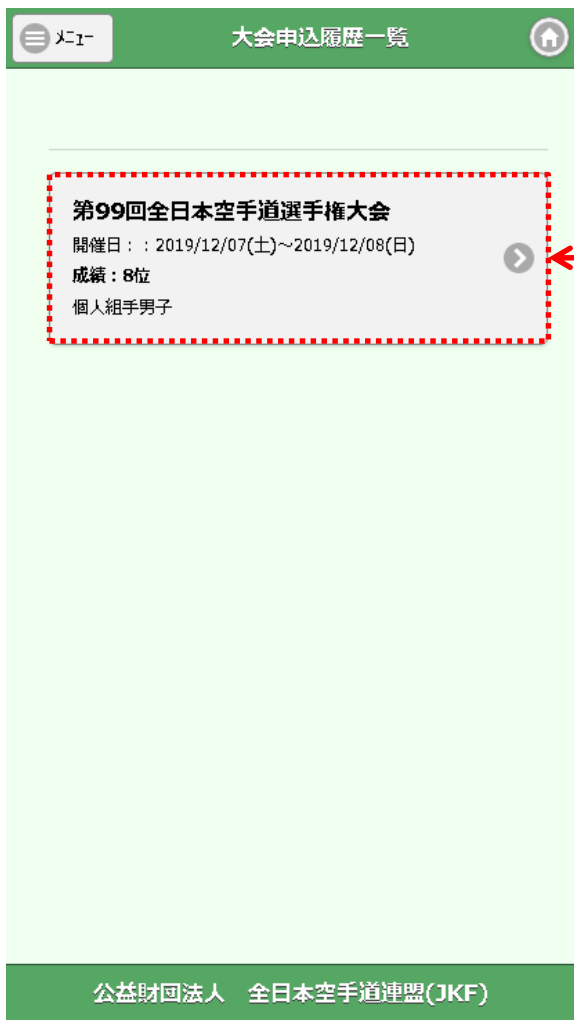 メニュー
大会申込履歴一覧
第99回全日本空手道選手権大会
開催日：：2019/12/07(土)～2019/12/08(日)
成績：8位
個人組手男子
公益財団法人　全日本空手道連盟(JKF)